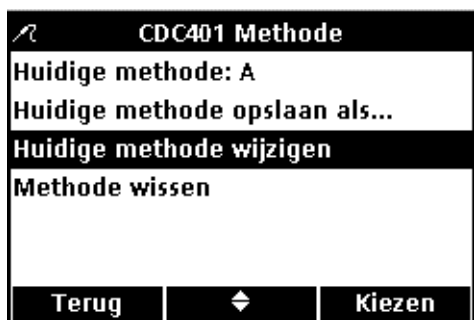 CDC401 Methode
Huidige methode: A
Huidige methode opslaan als...
Huidige methode wijzigen
Methode wissen
Terug Kiezen